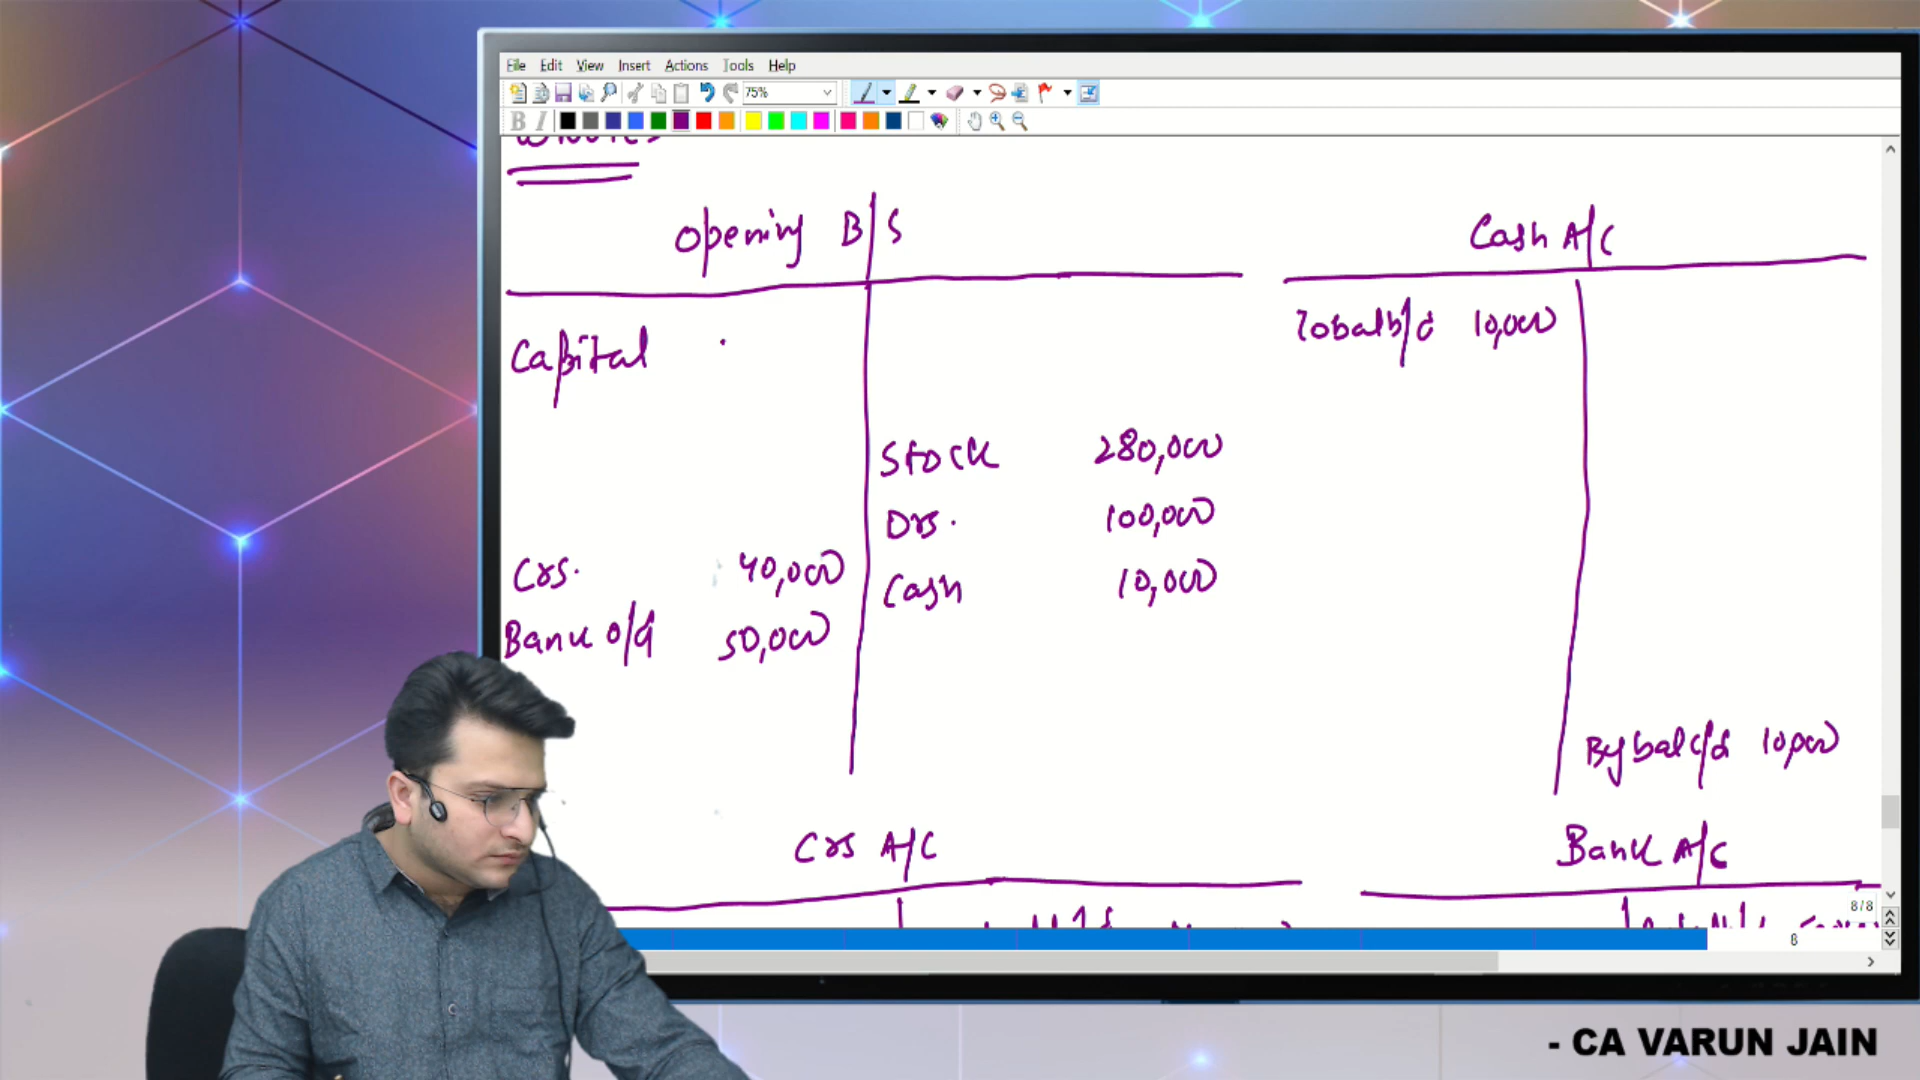 File Edit View Insert Actions Tools Help
75%
B I
Opening B/S
Capital
Crs. 40,000
Bank o/d 50,000
Stock 280,000
Drs. 100,000
Cash 10,000
Cash A/C
To bal b/d 10,000
By bal c/d 10,000
Crs A/C
Bank A/C
8/8
8
- CA VARUN JAIN